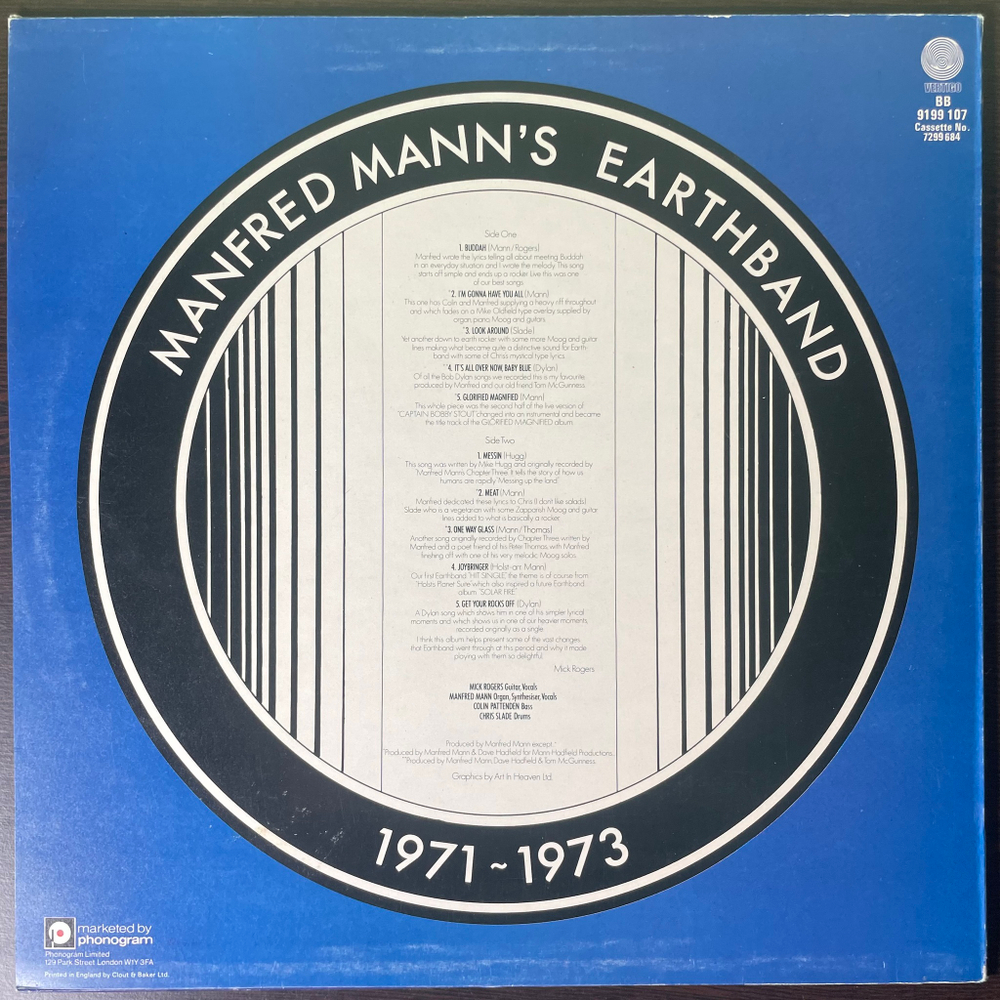 VERTIGO
BB
9199 107
Cassette No.
7299 684
MANFRED MANN'S EARTHBAND
Side One
1. BUDDAH (Mann/Rogers)
Manfred wrote the lyrics telling all about meeting Buddah
in an everyday situation and I wrote the melody. This song
starts off simple and ends up a rocker. Live this was one
of our best songs.
*2. I'M GONNA HAVE YOU ALL (Mann)
This one has Colin and Manfred supplying a heavy riff throughout
and which fades on a Mike Oldfield type overlay supplied by
organ, piano, Moog and guitars.
*3. LOOK AROUND (Slade)
Yet another down to earth rocker with some more Moog and guitar
lines making what became quite a distinctive sound for Earth
band with some of Chris's mystical type lyrics.
**4. IT'S ALL OVER NOW, BABY BLUE (Dylan)
Of all the Bob Dylan songs we recorded this is my favourite,
produced by Manfred and our old friend Tom McGuinness.
*5. GLORIFIED MAGNIFIED (Mann)
This whole piece was the second half of the live version of
"CAPTAIN BOBBY STOUT" changed into an instrumental and became
the title track of the GLORIFIED MAGNIFIED album.
Side Two
1. MESSIN (Hugg)
This song was written by Mike Hugg and originally recorded by
Manfred Manns Chapter Three. It tells the story of how us
humans are rapidly 'Messing up the land'.
*2. MEAT (Mann)
Manfred dedicated these lyrics to Chris (I don't like salads)
Slade who is a vegetarian with some Zapparish Moog and guitar
lines added to what is basically a rocker.
*3. ONE WAY GLASS (Mann/Thomas)
Another song originally recorded by Chapter Three written by
Manfred and a poet friend of his Peter Thomas with Manfred
finishing off with one of his very melodic Moog solos.
4. JOYBRINGER (Holst-arr. Mann)
Our first Earthband "HIT SINGLE" the theme is of course from
"Holsts Planet Suite" which also inspired a future Earthband
album "SOLAR FIRE"
5. GET YOUR ROCKS OFF (Dylan)
A Dylan song which shows him in one of his simpler lyrical
moments and which shows us in one of our heavier moments,
recorded originally as a single.
I think this album helps present some of the vast changes
that Earthband went through at this period and why it made
playing with them so delightful.
Mick Rogers
MICK ROGERS Guitar, Vocals
MANFRED MANN Organ, Synthesiser, Vocals
COLIN PATTENDEN Bass
CHRIS SLADE Drums
Produced by Manfred Mann except:
*Produced by Manfred Mann & Dave Hadfield for Mann-Hadfield Productions.
**Produced by Manfred Mann, Dave Hadfield & Tom McGuinness.
Graphics by Art In Heaven Ltd.
1971~1973
marketed by
phonogram
Phonogram Limited
129 Park Street London W1Y 3FA
Printed in England by Clout & Baker Ltd.